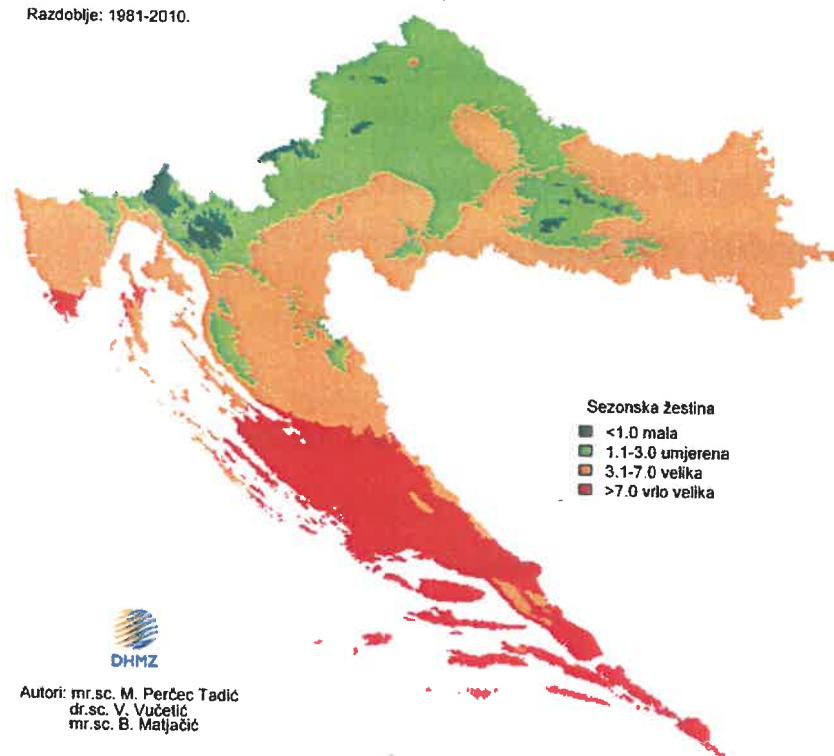 Razdoblje: 1981-2010.
Sezonska žestina
<1.0 mala
1.1-3.0 umjerena
3.1-7.0 velika
>7.0 vrlo velika
DHMZ
Autori: mr.sc. M. Perčec Tadić
dr.sc. V. Vučetić
mr.sc. B. Matjačić